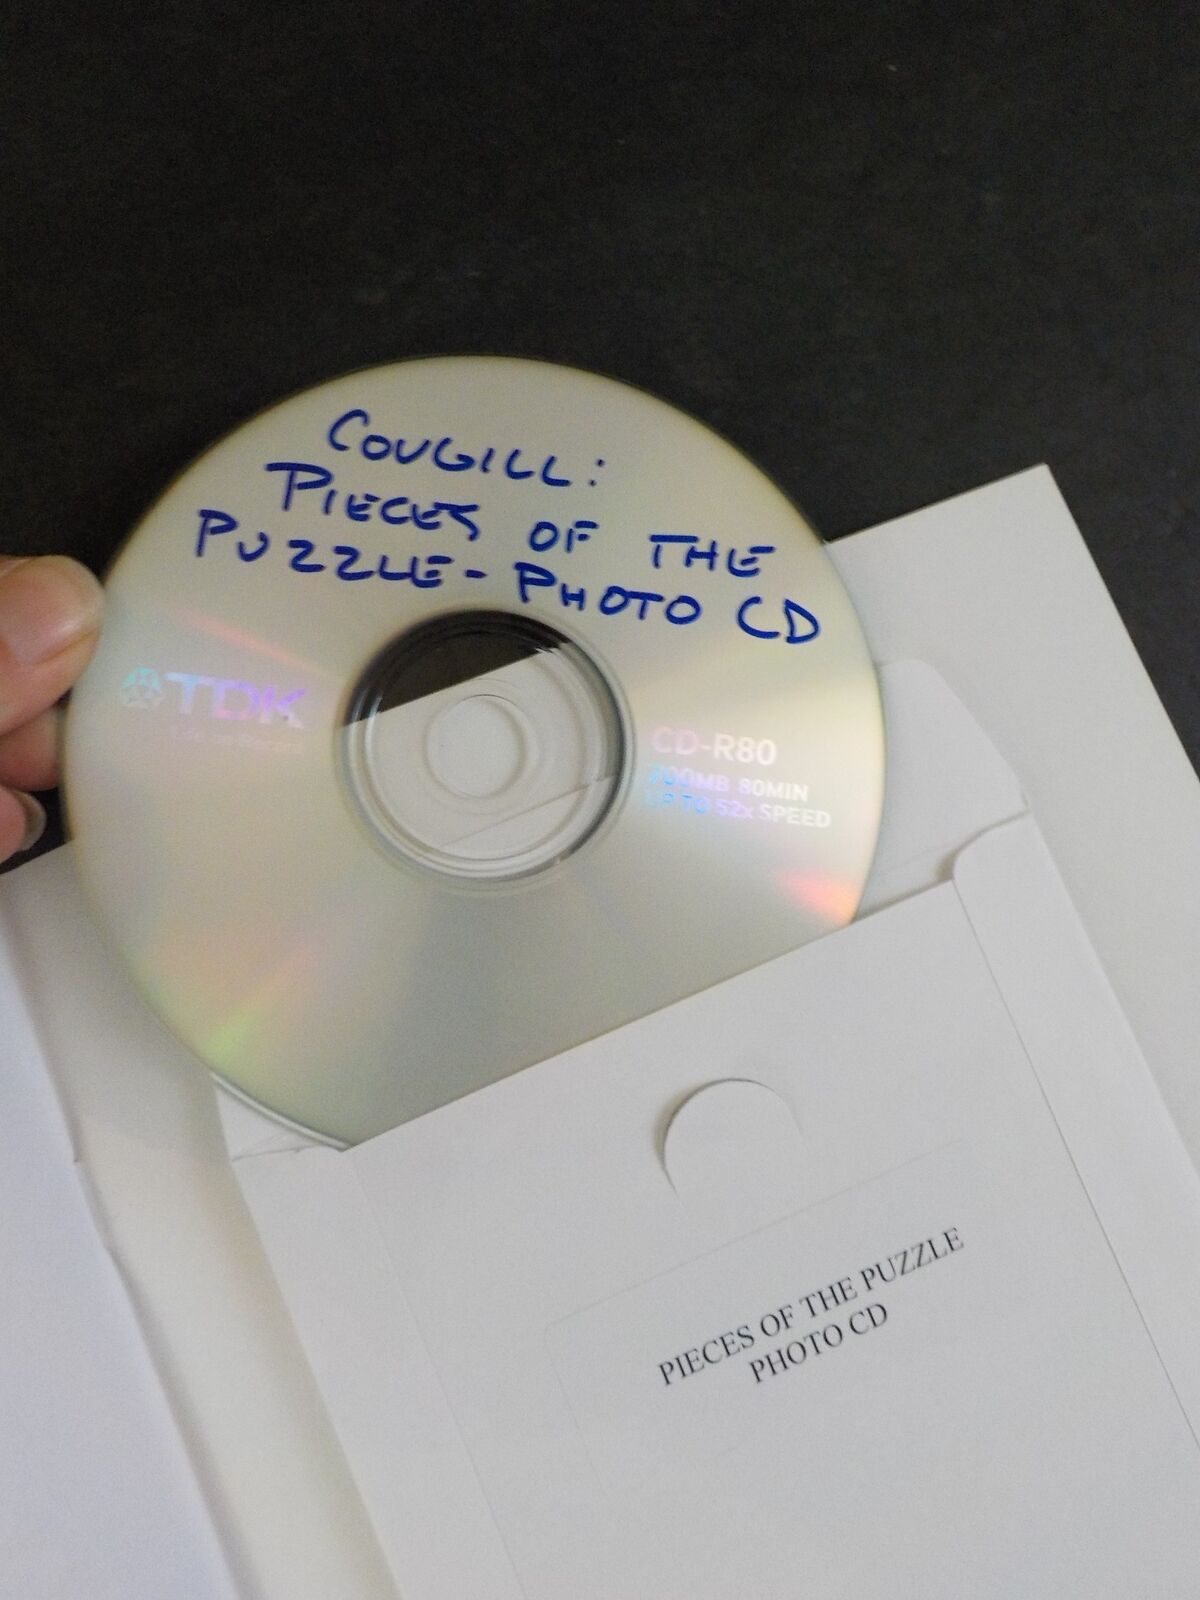 COUGILL:
PIECES OF THE
PUZZLE - PHOTO CD
TDK
CD-R80
700MB 80MIN
UP TO 52x SPEED
PIECES OF THE PUZZLE
PHOTO CD